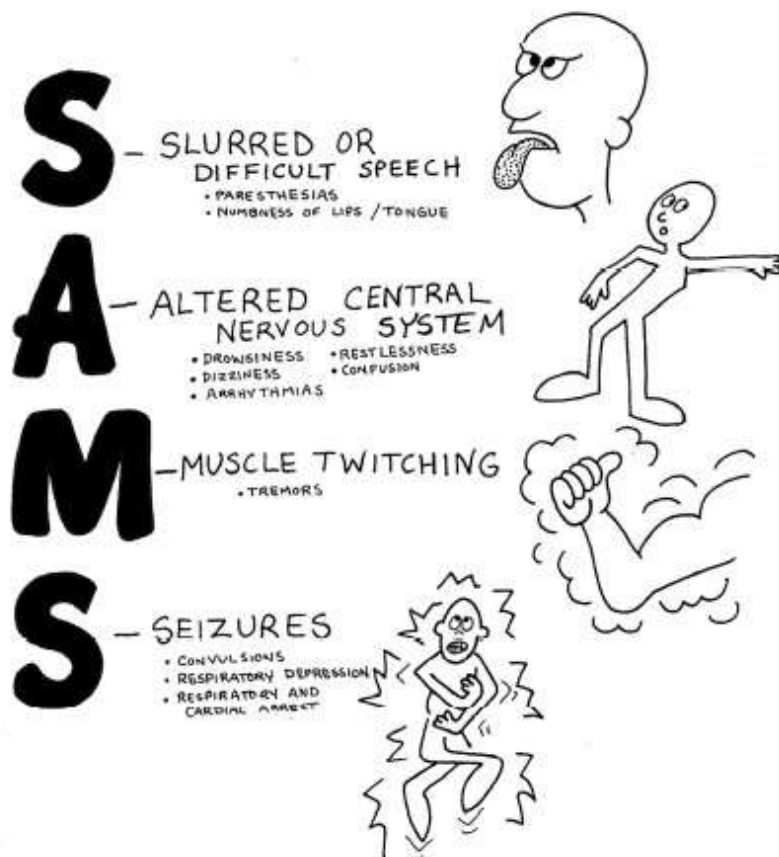 S – SLURRED OR
DIFFICULT SPEECH
• PARESTHESIAS
• NUMBNESS OF LIPS / TONGUE
A – ALTERED CENTRAL
NERVOUS SYSTEM
• DROWSINESS • RESTLESSNESS
• DIZZINESS • CONFUSION
• ARRHYTHMIAS
M – MUSCLE TWITCHING
• TREMORS
S – SEIZURES
• CONVULSIONS
• RESPIRATORY DEPRESSION
• RESPIRATORY AND
CARDIAL ARREST